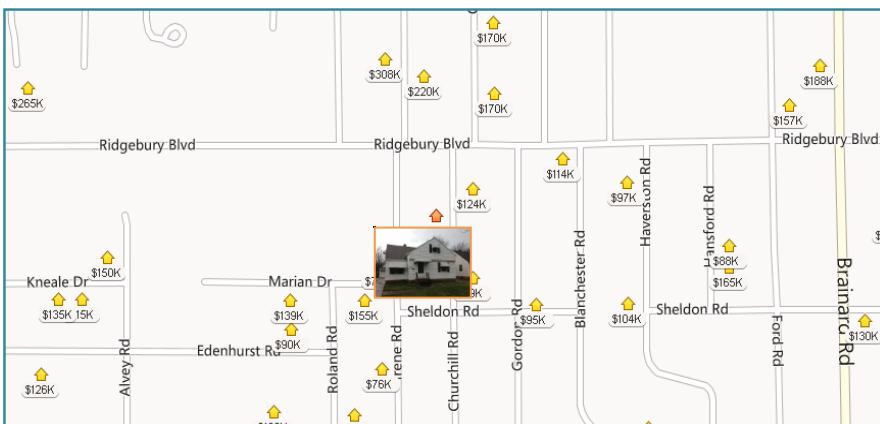 $170K
$308K
$220K
$188K
$265K
$170K
$157K
Ridgebury Blvd
Ridgebury Blvd
Ridgebury Blvd
$114K
$97K
$124K
Haverston Rd
$88K
$150K
Kneale Dr
Marian Dr
$165K
Brainard Rd
$135K
15K
$139K
$155K
Sheldon Rd
$95K
$104K
Sheldon Rd
$130K
Blanchester Rd
Gordon Rd
Ford Rd
$90K
Edenhurst Rd
Alvey Rd
Roland Rd
Churchill Rd
$126K
$76K